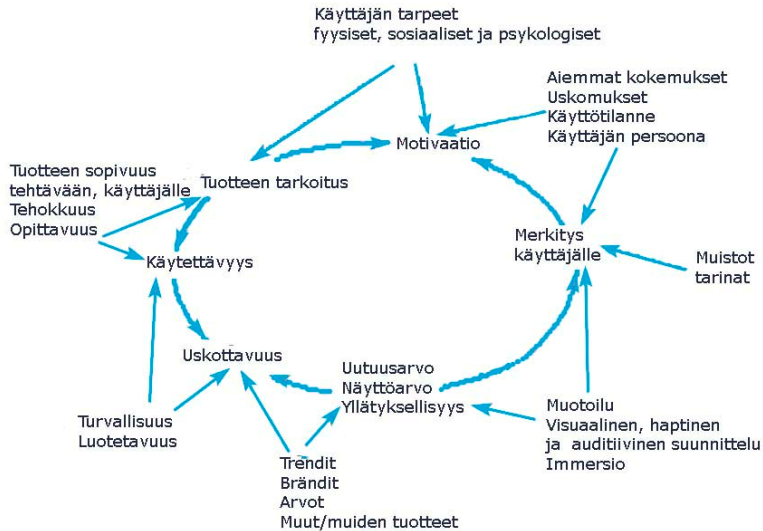 Käyttäjän tarpeet
fyysiset, sosiaaliset ja psykologiset
Aiemmat kokemukset
Uskomukset
Käyttötilanne
Käyttäjän persoona
Motivaatio
Tuotteen sopivuus
tehtävään, käyttäjälle
Tehokkuus
Opittavuus
Tuotteen tarkoitus
Merkitys
käyttäjälle
Muistot
tarinat
Käytettävyys
Uskottavuus
Uutuusarvo
Näyttöarvo
Yllätyksellisyys
Turvallisuus
Luotetavuus
Muotoilu
Visuaalinen, haptinen
ja auditiivinen suunnittelu
Immersio
Trendit
Brändit
Arvot
Muut/muiden tuotteet